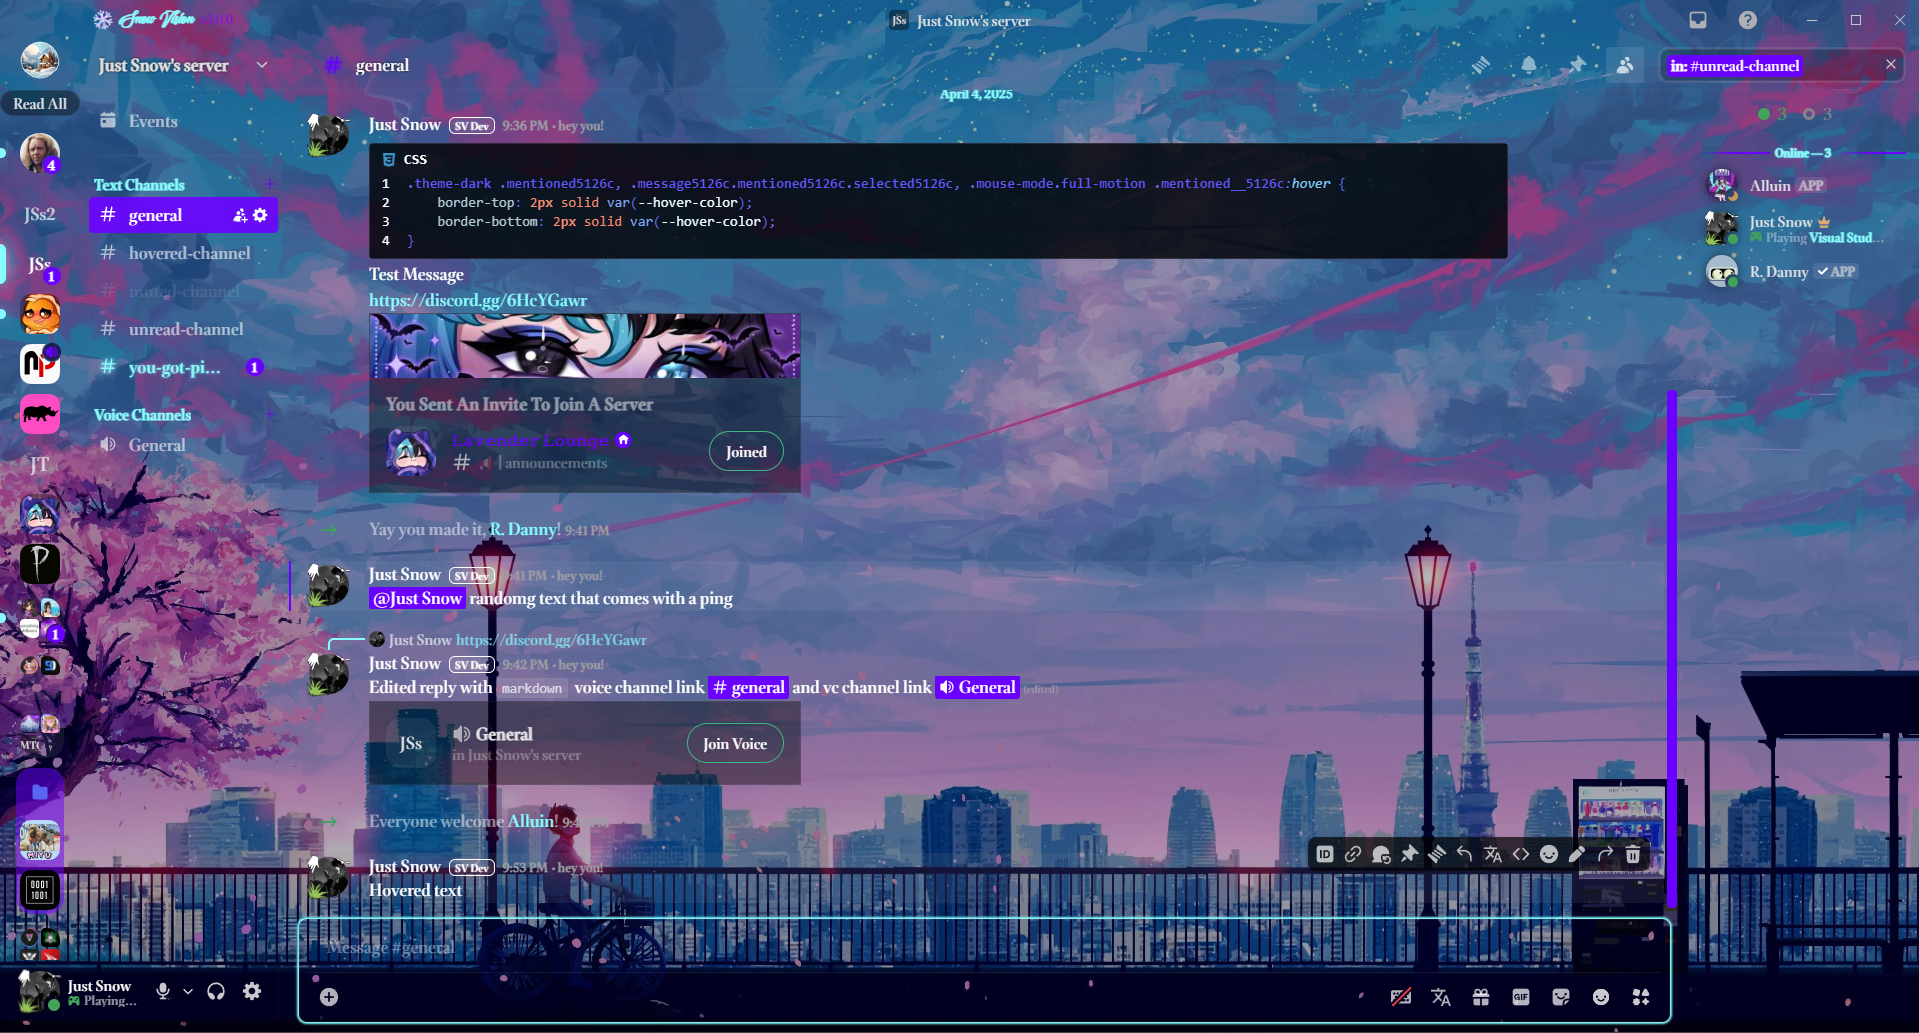 Snow Vision v3.0.0
JSs Just Snow's server
Just Snow's server
general
in: #unread-channel
Read All
Events
4
Text Channels
general
hovered-channel
muted-channel
unread-channel
you-got-pi... 1
Voice Channels
General
JSs2
JSs
1
JT
1
MTC
MIYU
0001
1001
April 4, 2025
Just Snow SV Dev 9:36 PM • hey you!
CSS
1 .theme-dark .mentioned5126c, .message5126c.mentioned5126c.selected5126c, .mouse-mode.full-motion .mentioned__5126c:hover {
2 border-top: 2px solid var(--hover-color);
3 border-bottom: 2px solid var(--hover-color);
4 }
Test Message
https://discord.gg/6HcYGawr
You Sent An Invite To Join A Server
Lavender Lounge
| announcements
Joined
Yay you made it, R. Danny! 9:41 PM
Just Snow SV Dev 9:41 PM • hey you!
@Just Snow randomg text that comes with a ping
Just Snow https://discord.gg/6HcYGawr
Just Snow SV Dev 9:42 PM • hey you!
Edited reply with markdown voice channel link # general and vc channel link General (edited)
JSs
General
in Just Snow's server
Join Voice
Everyone welcome Alluin!
Just Snow SV Dev 9:53 PM • hey you!
Hovered text
ID
Message #general
GIF
Just Snow
Playing...
3 3
Online — 3
Alluin APP
Just Snow
Playing Visual Stud...
R. Danny APP